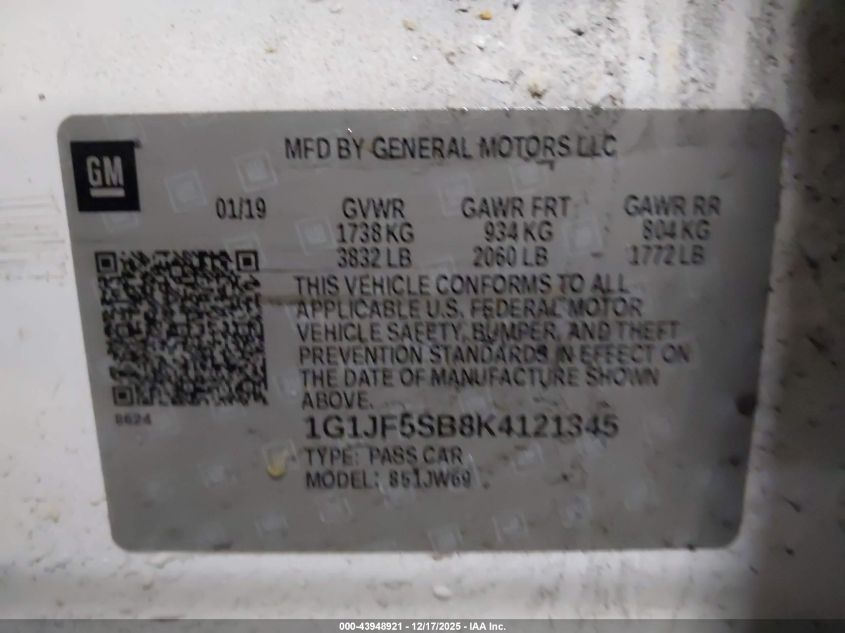 GM
MFD BY GENERAL MOTORS LLC
01/19 GVWR GAWR FRT GAWR RR
1738 KG 934 KG 804 KG
3832 LB 2060 LB 1772 LB
THIS VEHICLE CONFORMS TO ALL
APPLICABLE U.S. FEDERAL MOTOR
VEHICLE SAFETY, BUMPER, AND THEFT
PREVENTION STANDARDS IN EFFECT ON
THE DATE OF MANUFACTURE SHOWN
ABOVE.
8624
1G1JF5SB8K4121345
TYPE: PASS CAR
MODEL: 851JW69
000-43948921 - 12/17/2025 - IAA Inc.